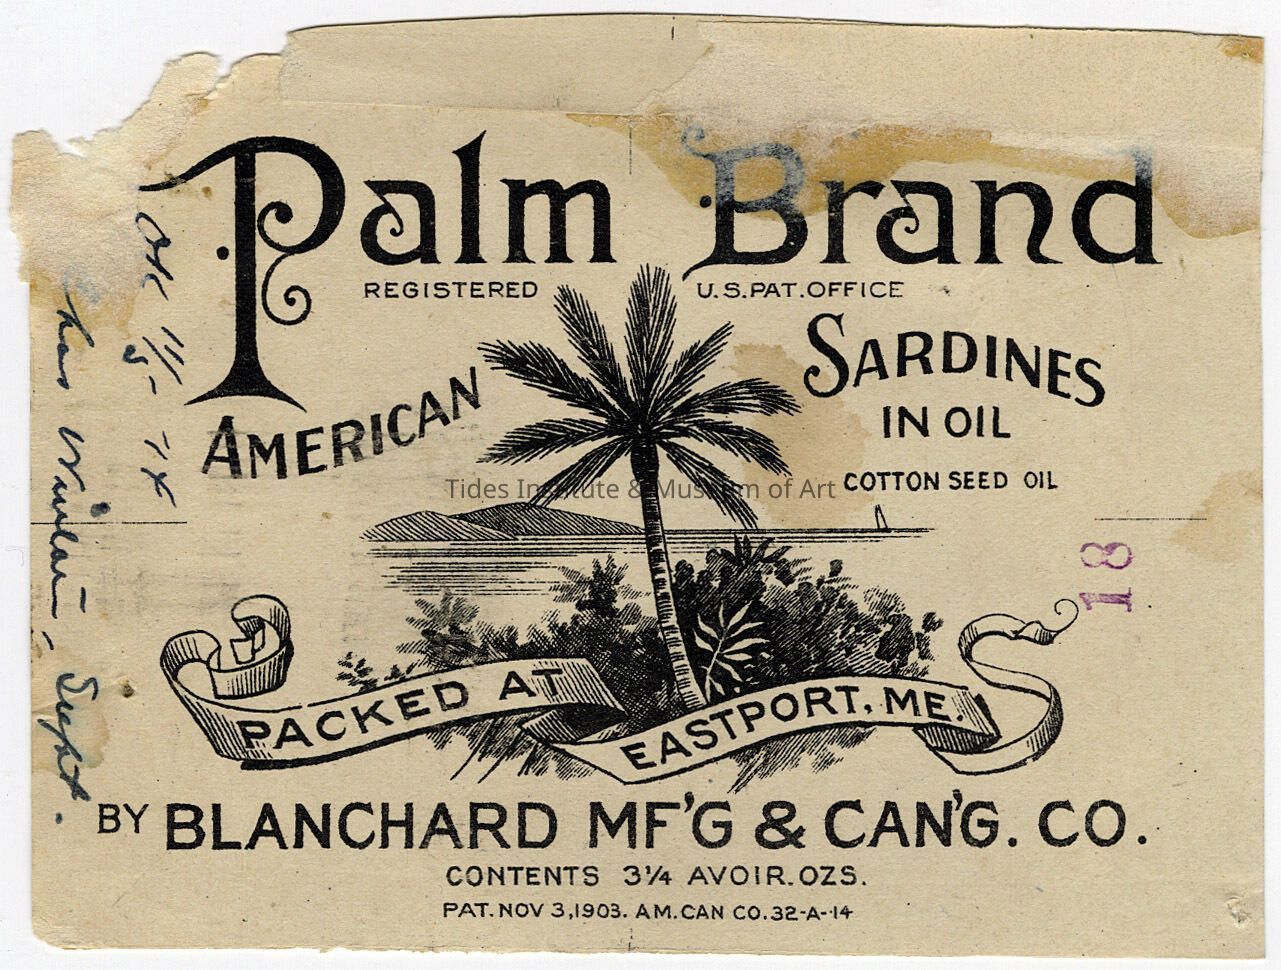 Palm Brand
REGISTERED U.S.PAT.OFFICE
AMERICAN SARDINES
IN OIL
COTTON SEED OIL
Tides Institute & Museum of Art
18
PACKED AT EASTPORT, ME.
BY BLANCHARD MF'G & CAN'G. CO.
CONTENTS 3¼ AVOIR.OZS.
PAT. NOV 3,1903. AM.CAN CO.32-A-14
OK